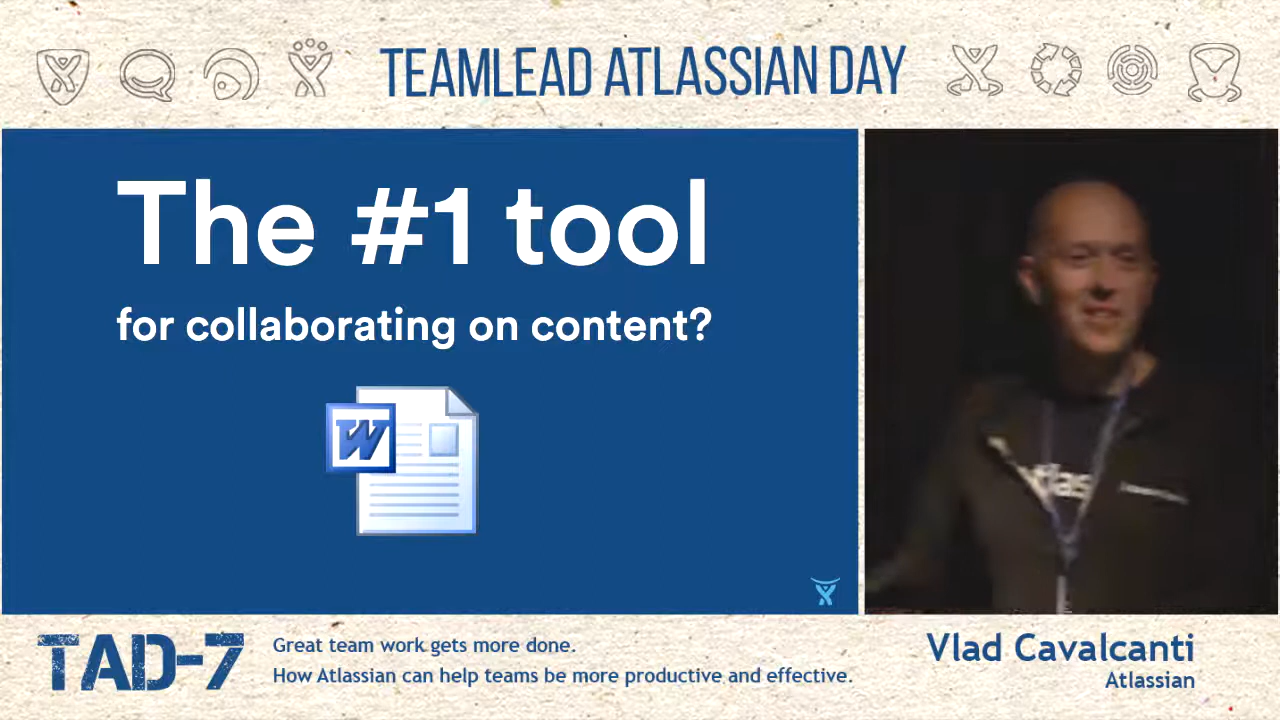 TEAMLEAD ATLASSIAN DAY
The #1 tool
for collaborating on content?
W
TAD-7
Great team work gets more done.
How Atlassian can help teams be more productive and effective.
Vlad Cavalcanti
Atlassian